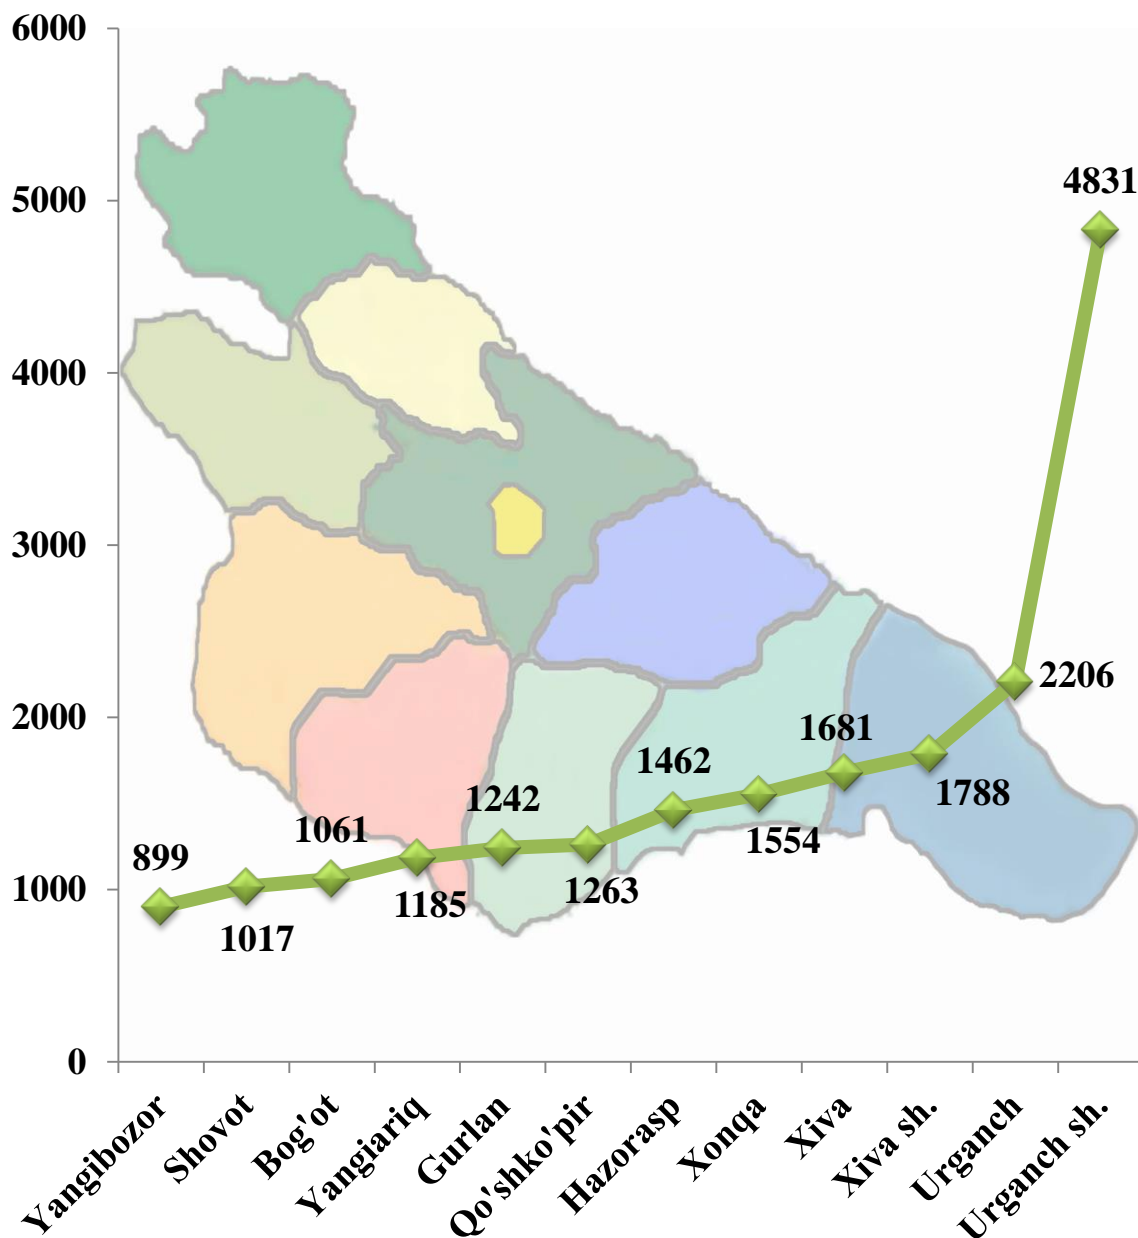 6000
5000
4000
3000
2000
1000
0
899
1017
1061
1185
1242
1263
1462
1554
1681
1788
2206
4831
Yangibozor
Shovot
Bog'ot
Yangiariq
Gurlan
Qo'shko'pir
Hazorasp
Xonqa
Xiva
Xiva sh.
Urganch
Urganch sh.